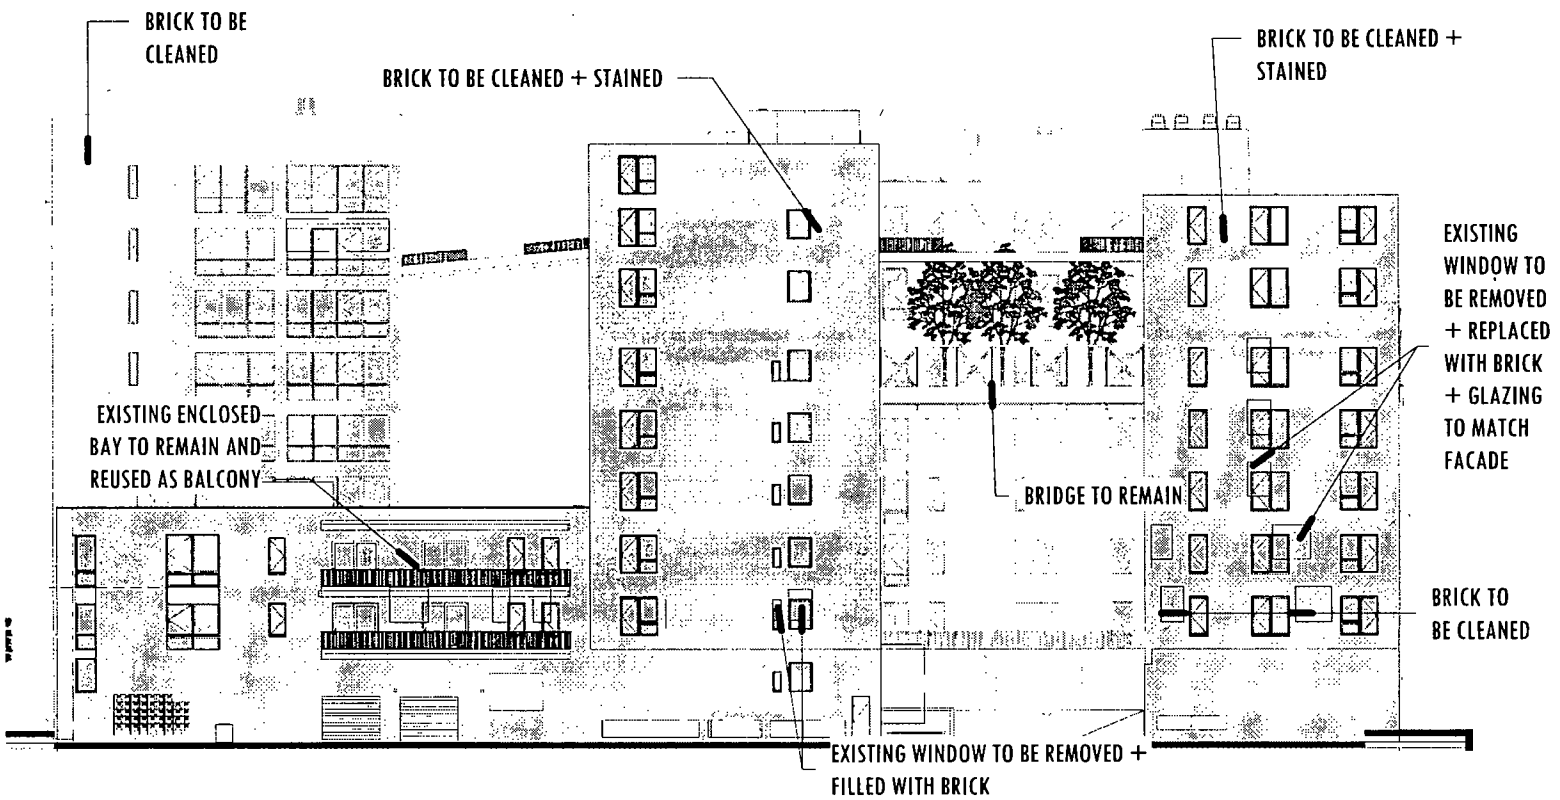 BRICK TO BE
CLEANED
BRICK TO BE CLEANED + STAINED
BRICK TO BE CLEANED +
STAINED
EXISTING
WINDOW TO
BE REMOVED
+ REPLACED
WITH BRICK
+ GLAZING
TO MATCH
FACADE
EXISTING ENCLOSED
BAY TO REMAIN AND
REUSED AS BALCONY
BRIDGE TO REMAIN
BRICK TO
BE CLEANED
EXISTING WINDOW TO BE REMOVED +
FILLED WITH BRICK